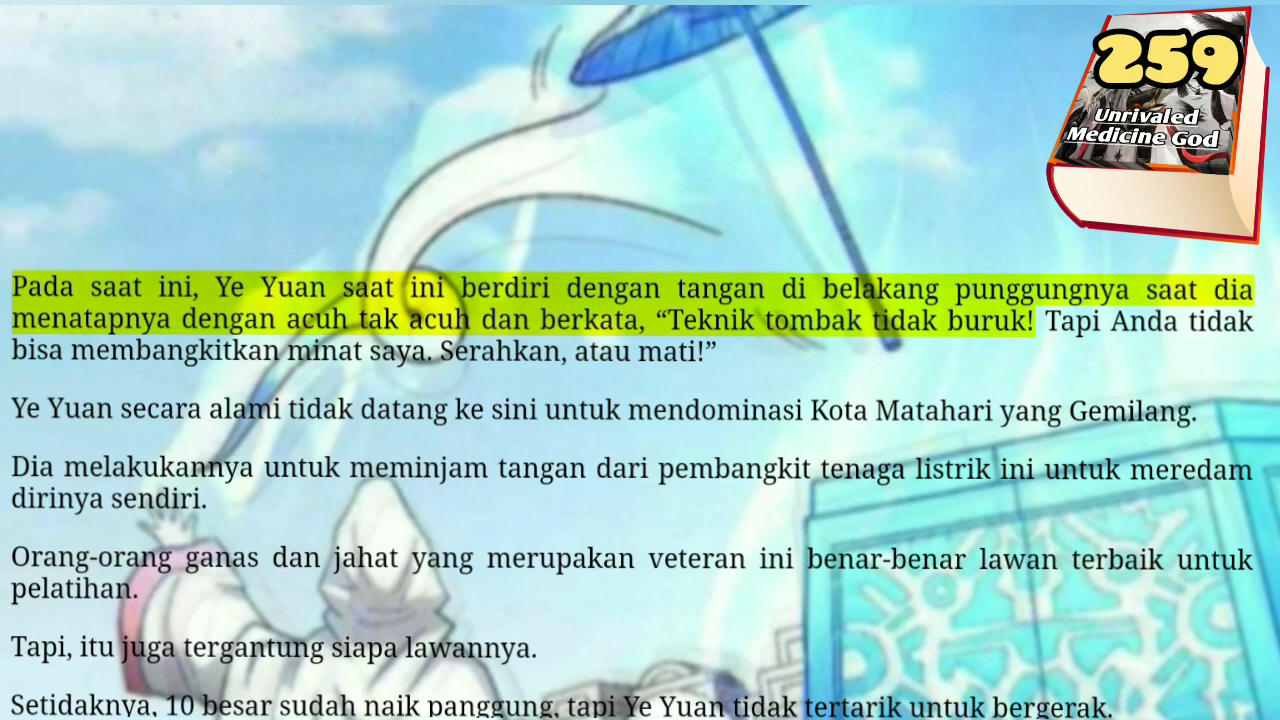 259
Unrivaled
Medicine God
Pada saat ini, Ye Yuan saat ini berdiri dengan tangan di belakang punggungnya saat dia
menatapnya dengan acuh tak acuh dan berkata, “Teknik tombak tidak buruk! Tapi Anda tidak
bisa membangkitkan minat saya. Serahkan, atau mati!”
Ye Yuan secara alami tidak datang ke sini untuk mendominasi Kota Matahari yang Gemilang.
Dia melakukannya untuk meminjam tangan dari pembangkit tenaga listrik ini untuk meredam
dirinya sendiri.
Orang-orang ganas dan jahat yang merupakan veteran ini benar-benar lawan terbaik untuk
pelatihan.
Tapi, itu juga tergantung siapa lawannya.
Setidaknya, 10 besar sudah naik panggung, tapi Ye Yuan tidak tertarik untuk bergerak.